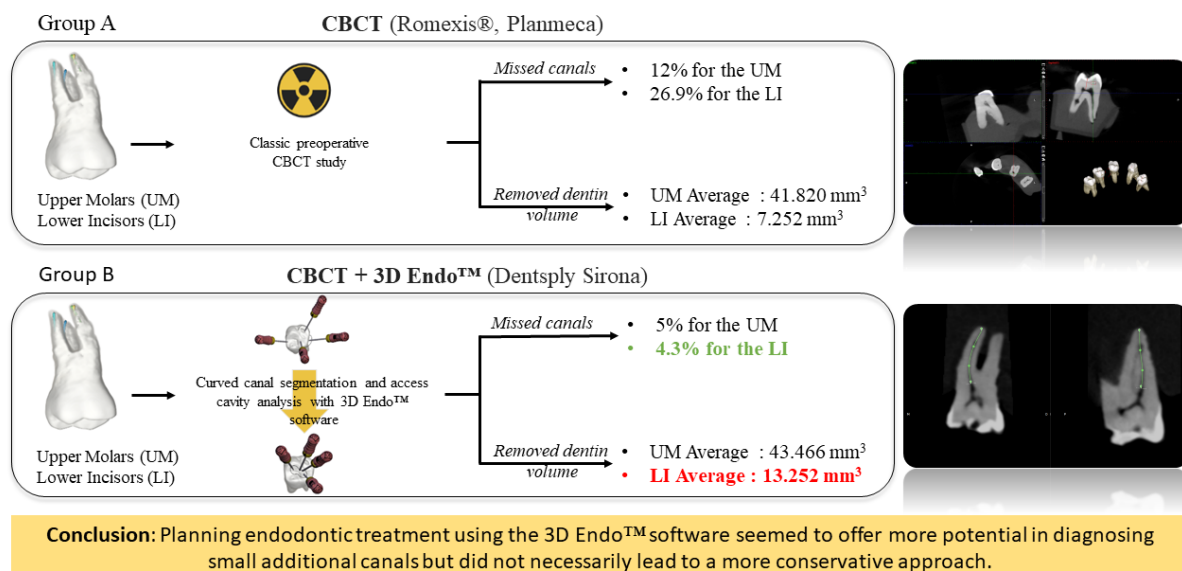 Group A
CBCT (Romexis®, Planmeca)
Upper Molars (UM)
Lower Incisors (LI)
Classic preoperative
CBCT study
Missed canals
• 12% for the UM
• 26.9% for the LI
Removed dentin
volume
• UM Average : 41.820 mm³
• LI Average : 7.252 mm³
Group B
CBCT + 3D Endo™ (Dentsply Sirona)
Upper Molars (UM)
Lower Incisors (LI)
Curved canal segmentation and access
cavity analysis with 3D Endo™
software
Missed canals
• 5% for the UM
• 4.3% for the LI
Removed dentin
volume
• UM Average : 43.466 mm³
• LI Average : 13.252 mm³
Conclusion: Planning endodontic treatment using the 3D Endo™ software seemed to offer more potential in diagnosing
small additional canals but did not necessarily lead to a more conservative approach.